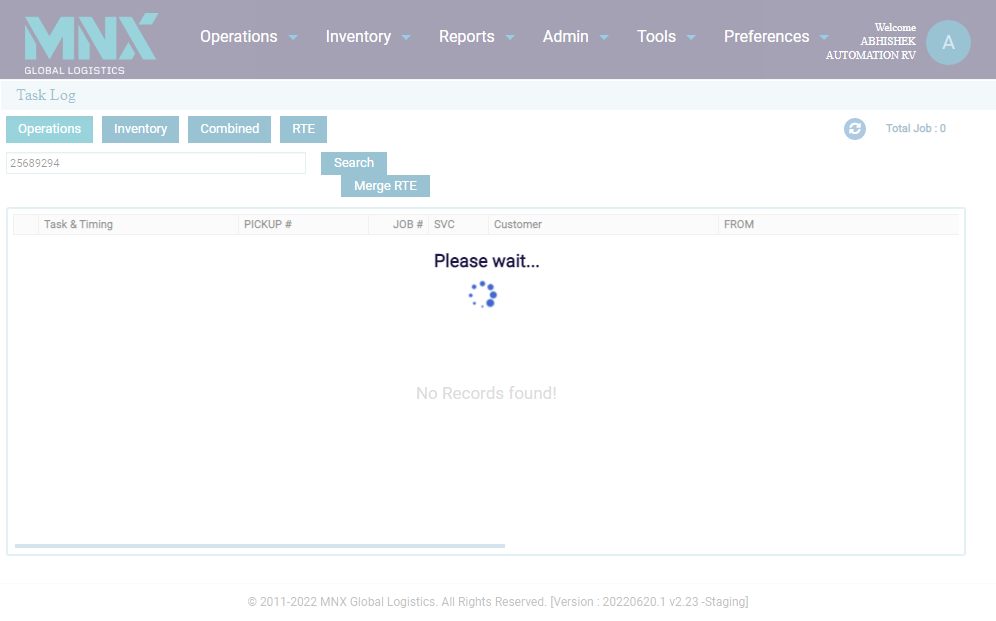 MNX
GLOBAL LOGISTICS
Operations Inventory Reports Admin Tools Preferences
Welcome
ABHISHEK
AUTOMATION RV
A
Task Log
Operations Inventory Combined RTE
Total Job : 0
25689294
Search
Merge RTE
Task & Timing PICKUP # JOB # SVC Customer FROM
Please wait...
No Records found!
© 2011-2022 MNX Global Logistics. All Rights Reserved. [Version : 20220620.1 v2.23 -Staging]